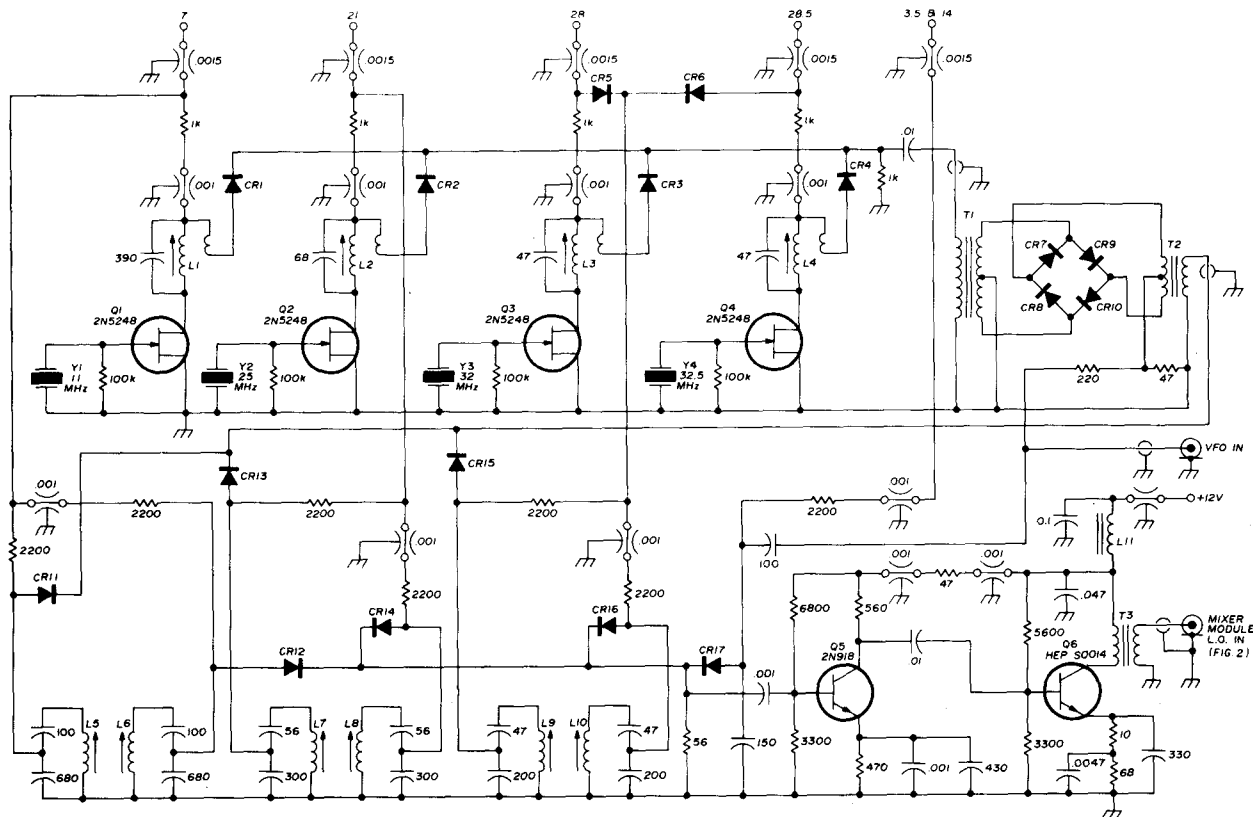 7 21 28 28.5 3.5 & 14
.0015 .0015 .0015 .0015 .0015
CR5 CR6
1k 1k 1k 1k
.01
.001 CR1 .001 CR2 .001 CR3 .001 CR4 1k
T1 T2
CR7 CR9
CR8 CR10
390 L1 68 L2 47 L3 47 L4
Q1 2N5248
Q2 2N5248
Q3 2N5248
Q4 2N5248
Y1 11 MHz
100k
Y2 25 MHz
100k
Y3 32 MHz
100k
Y4 32.5 MHz
100k
220 47
VFO IN
CR13 CR15
.001 2200 2200 2200 2200 .001
0.1 +12V
L11
2200 .001 .001 100
CR11
2200 2200
.001 47 .001
6800 560 .047
CR14 CR16
5600 T3
MIXER MODULE L.O. IN (FIG. 2)
CR12 CR17
Q5 2N918
.01
Q6 HEP S0014
.001
100 L5 L6 100 56 L7 L8 56 47 L9 L10 47
680 680 300 300 200 200
56 150 3300 470 .001 430 3300 .0047 10 68 330